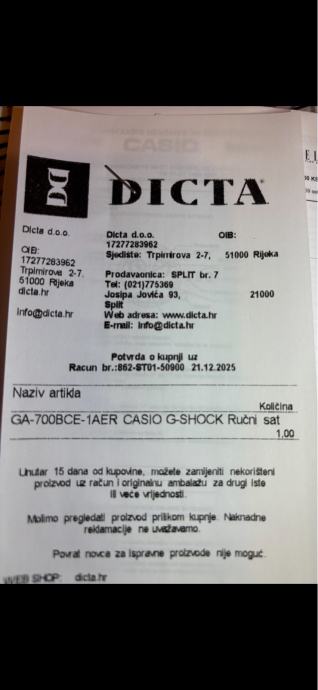 CASIO
DICTA
Dicta d.o.o.
OIB:
17277283962
Trpimirova 2-7.
51000 Rijeka
dicta.hr
info@dicta.hr
Dicta d.o.o. OIB:
17277283962
Sjedište: Trpimirova 2-7, 51000 Rijeka
Prodavaonica: SPLIT br. 7
Tel: (021)775369
Josipa Jovića 93, 21000
Split
Web adresa: www.dicta.hr
E-mail: info@dicta.hr
Potvrda o kupnji uz
Racun br.:862-ST01-50900 21.12.2025
Naziv artikla
Količina
GA-700BCE-1AER CASIO G-SHOCK Ručni sat
1,00
Unutar 15 dana od kupovine, možete zamijeniti nekorišteni
proizvod uz račun i originalnu ambalažu za drugi iste
ili veće vrijednosti.
Molimo pregledati proizvod prilikom kupnje. Naknadne
reklamacije ne uvažavamo.
Povrat novca za ispravne proizvode nije moguć.
WEB SHOP: dicta.hr